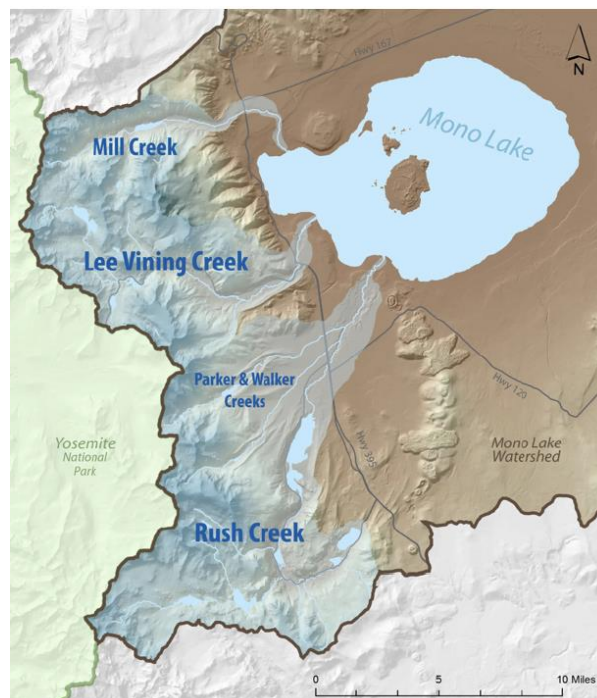 N
Hwy 167
Mono Lake
Mill Creek
Lee Vining Creek
Parker & Walker
Creeks
Hwy 120
Yosemite
National
Park
Hwy 395
Mono Lake
Watershed
Rush Creek
0
5
10 Miles